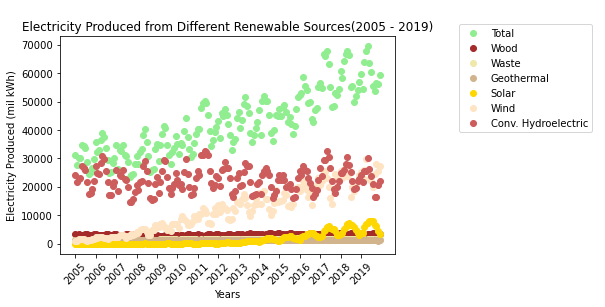 Electricity Produced from Different Renewable Sources(2005 - 2019)
Total
Wood
Waste
Geothermal
Solar
Wind
Conv. Hydroelectric
Electricity Produced (mil kWh)
70000
60000
50000
40000
30000
20000
10000
0
2005 2006 2007 2008 2009 2010 2011 2012 2013 2014 2015 2016 2017 2018 2019
Years